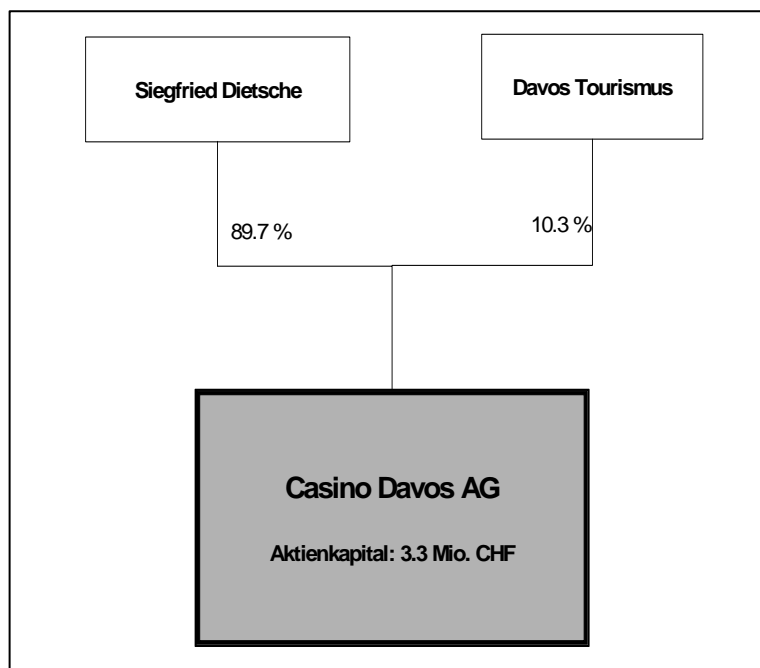 Siegfried Dietsche
Davos Tourismus
89.7 %
10.3 %
Casino Davos AG
Aktienkapital: 3.3 Mio. CHF